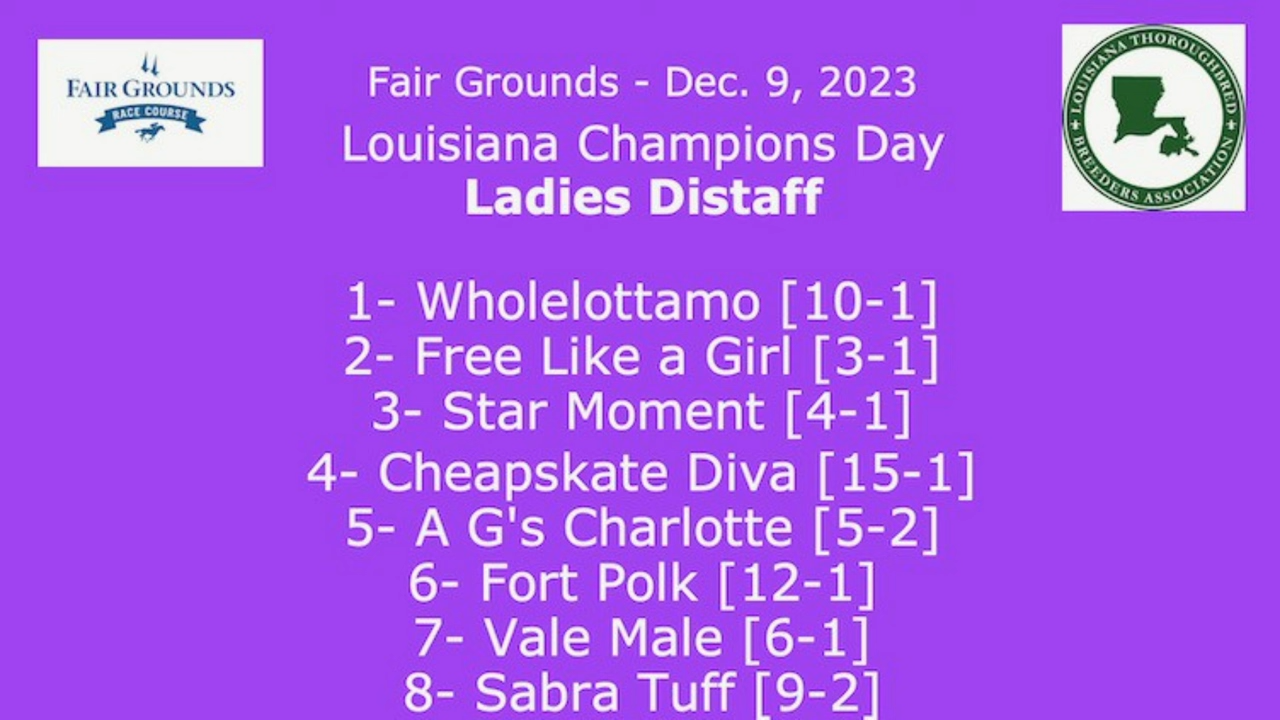 FAIR GROUNDS
RACE COURSE
Fair Grounds - Dec. 9, 2023
Louisiana Champions Day
Ladies Distaff
LOUISIANA THOROUGHBRED
BREEDERS ASSOCIATION
1- Wholelottamo [10-1]
2- Free Like a Girl [3-1]
3- Star Moment [4-1]
4- Cheapskate Diva [15-1]
5- A G's Charlotte [5-2]
6- Fort Polk [12-1]
7- Vale Male [6-1]
8- Sabra Tuff [9-2]